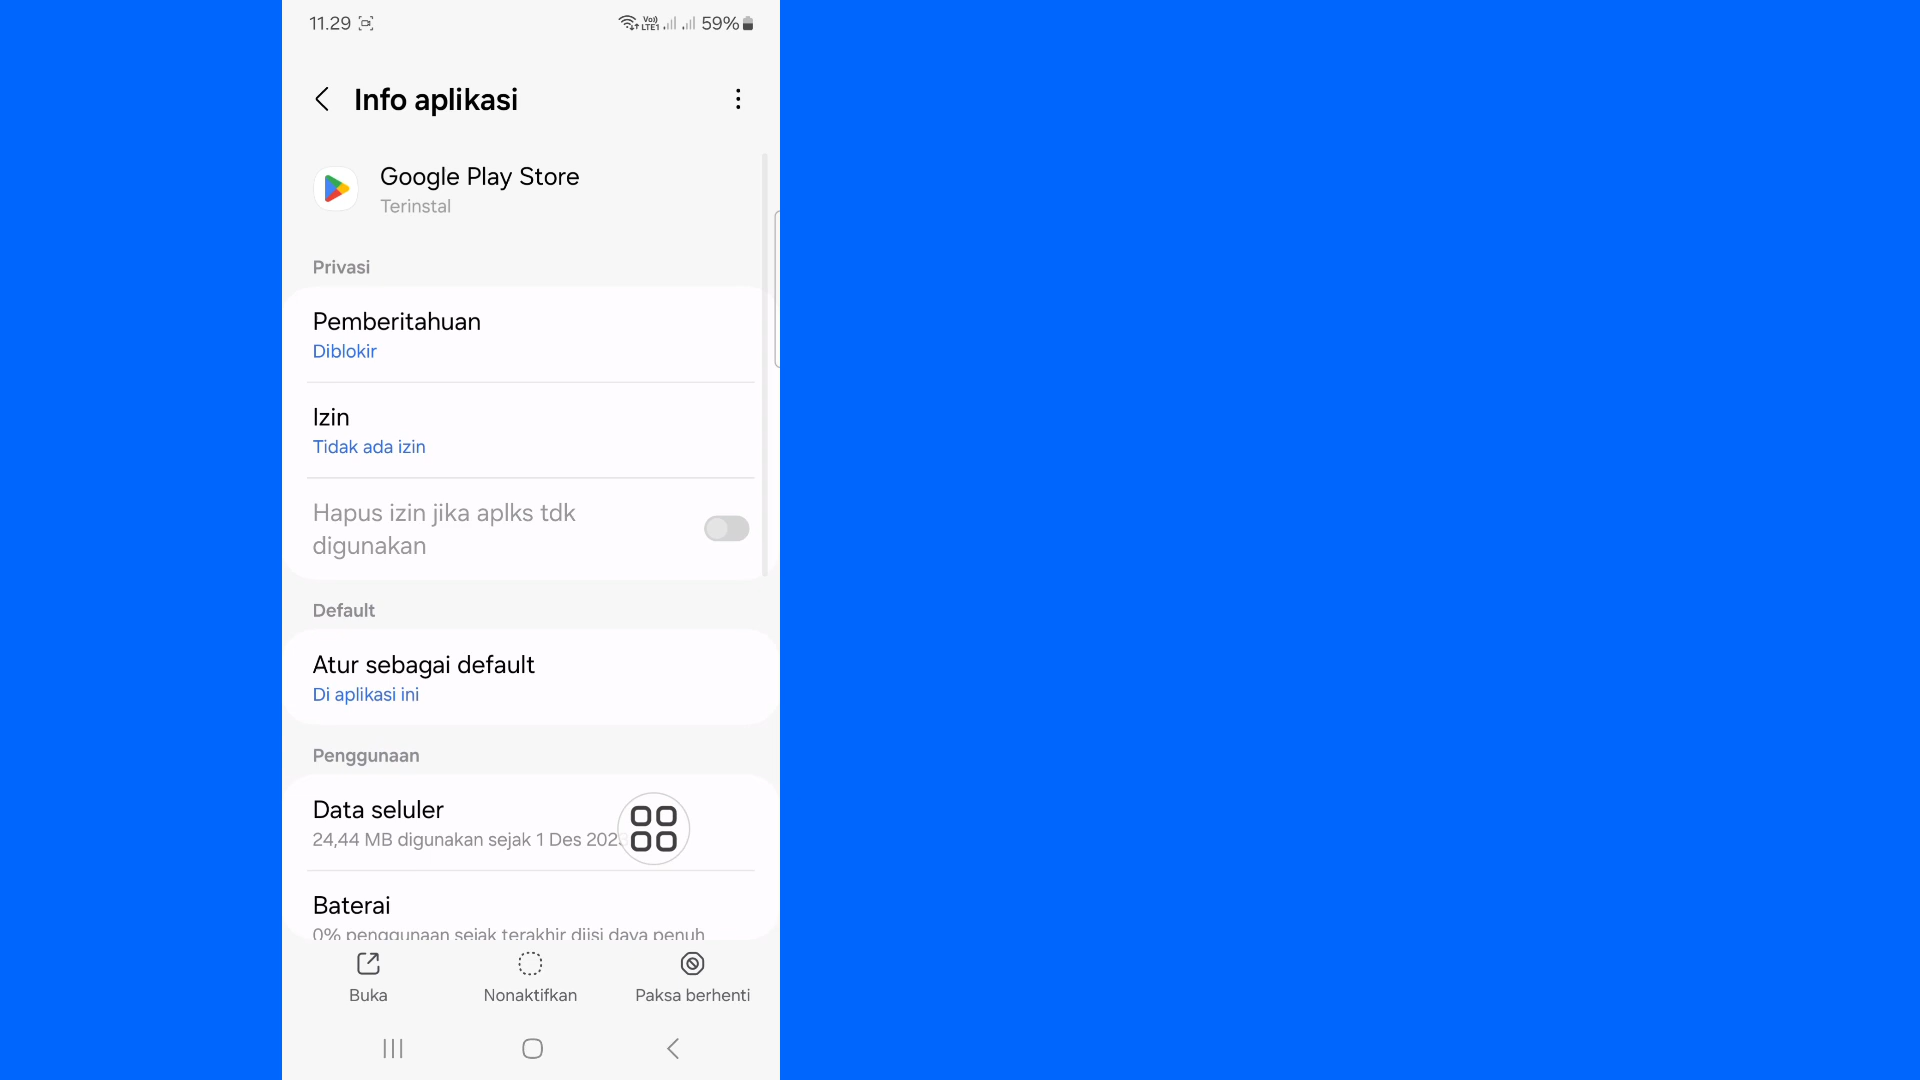 11.29
Vo))
LTE1
59%
Info aplikasi
Google Play Store
Terinstal
Privasi
Pemberitahuan
Diblokir
Izin
Tidak ada izin
Hapus izin jika aplks tdk
digunakan
Default
Atur sebagai default
Di aplikasi ini
Penggunaan
Data seluler
24,44 MB digunakan sejak 1 Des
Baterai
0% penggunaan sejak terakhir diisi daya penuh
Buka
Nonaktifkan
Paksa berhenti